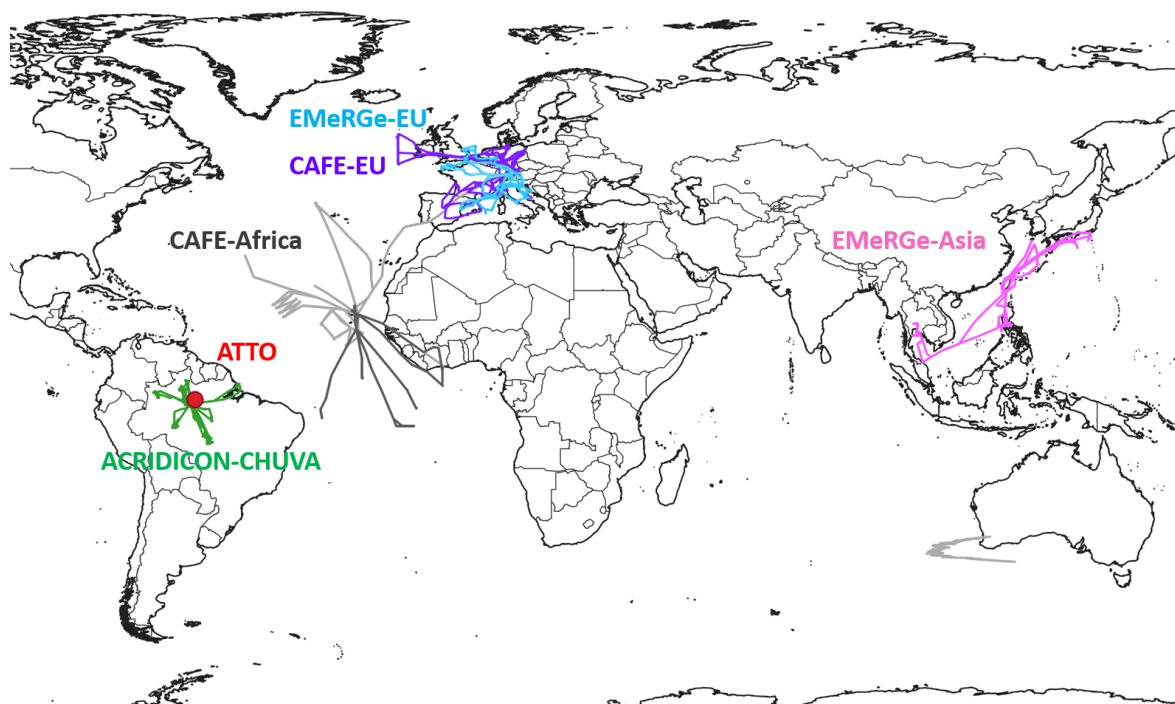 EMeRGe-EU
CAFE-EU
CAFE-Africa
EMeRGe-Asia
ATTO
ACRIDICON-CHUVA